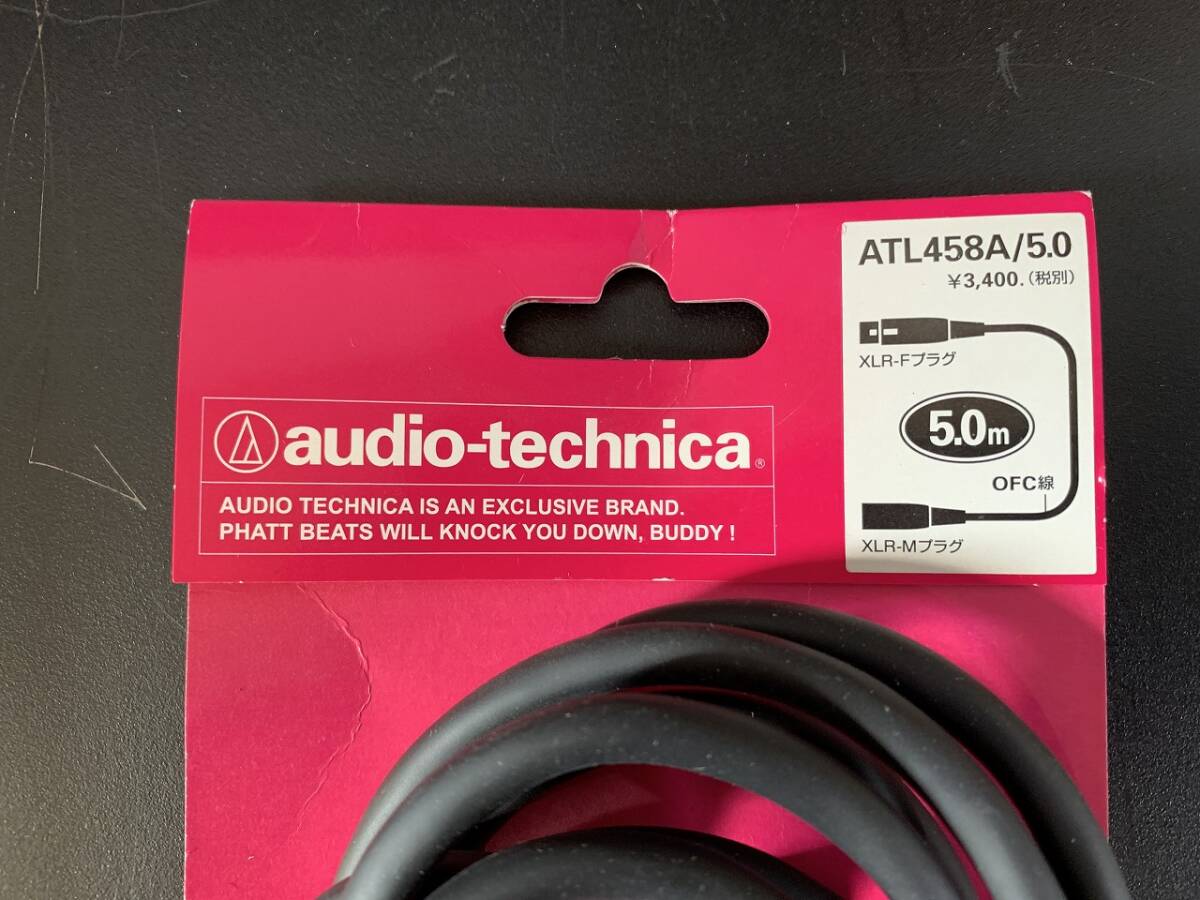 ATL458A/5.0
¥3,400.(税別)
XLR-Fプラグ
5.0m
OFC線
XLR-Mプラグ
audio-technica®
AUDIO TECHNICA IS AN EXCLUSIVE BRAND.
PHATT BEATS WILL KNOCK YOU DOWN, BUDDY !